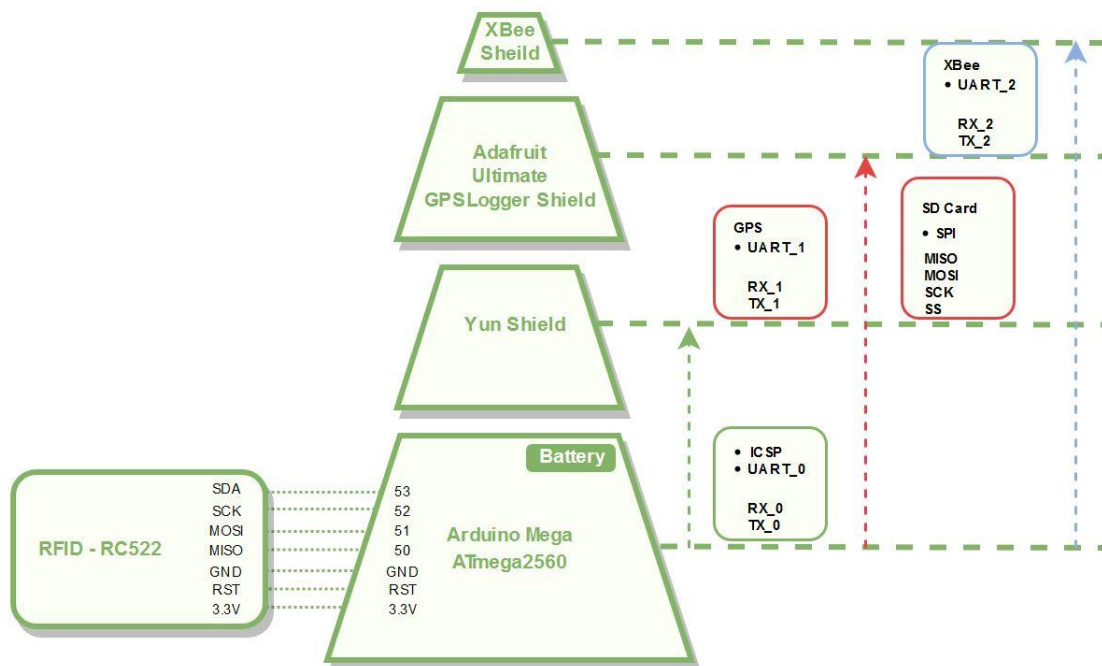 XBee
Sheild
Adafruit
Ultimate
GPSLogger Shield
Yun Shield
Battery
Arduino Mega
ATmega2560
53
52
51
50
GND
RST
3.3V
RFID - RC522
SDA
SCK
MOSI
MISO
GND
RST
3.3V
XBee
• UART_2
RX_2
TX_2
GPS
• UART_1
RX_1
TX_1
SD Card
• SPI
MISO
MOSI
SCK
SS
• ICSP
• UART_0
RX_0
TX_0